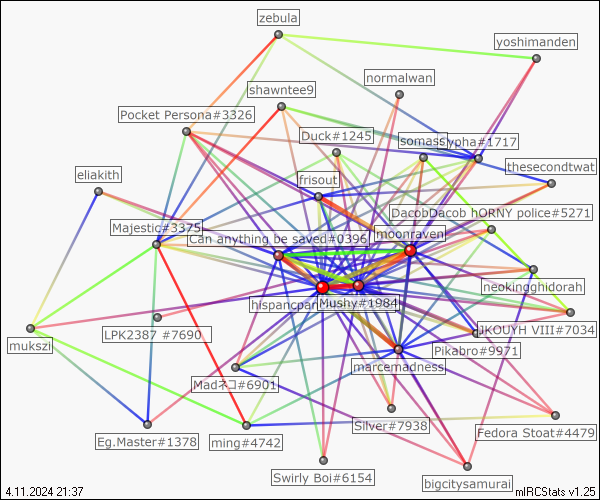 zebula
yoshimanden
normalwan
shawntee9
Pocket Persona#3326
Duck#1245
somass
ypha#1717
thesecondtwat
eliakith
frisout
DacobDacob hORNY police#5271
Majestic#3375
moonraven
Can anything be saved#0396
neokingghidorah
hispancpan
Mushy#1984
LPK2387 #7690
JKOUYH VIII#7034
mukszi
Pikabro#9971
marcemadness
Madネコ#6901
Silver#7938
Eg.Master#1378
ming#4742
Fedora Stoat#4479
Swirly Boi#6154
bigcitysamurai
4.11.2024 21:37
mIRCStats v1.25